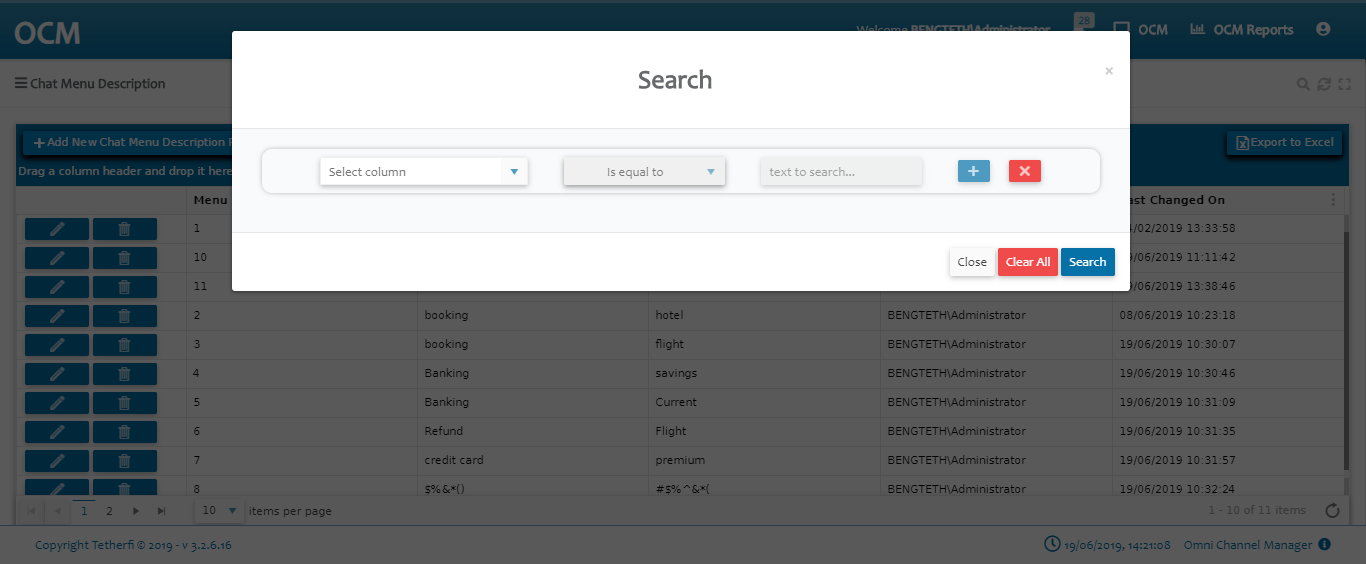 OCM
Welcome BENGTETH\Administrator
28
OCM
OCM Reports
Chat Menu Description
Search
×
Add New Chat Menu Description
Export to Excel
Drag a column header and drop it here
Select column
Is equal to
text to search...
Menu
Last Changed On
1
/02/2019 13:33:58
10
/06/2019 11:11:42
11
/06/2019 13:38:46
Close
Clear All
Search
2 booking hotel BENGTETH\Administrator 08/06/2019 10:23:18
3 booking flight BENGTETH\Administrator 19/06/2019 10:30:07
4 Banking savings BENGTETH\Administrator 19/06/2019 10:30:46
5 Banking Current BENGTETH\Administrator 19/06/2019 10:31:09
6 Refund Flight BENGTETH\Administrator 19/06/2019 10:31:35
7 credit card premium BENGTETH\Administrator 19/06/2019 10:31:57
8 $%&*() #$%^&*( BENGTETH\Administrator 19/06/2019 10:32:24
1 2 10 items per page
1 - 10 of 11 items
Copyright Tetherfi © 2019 - v 3.2.6.16
19/06/2019, 14:21:08 Omni Channel Manager